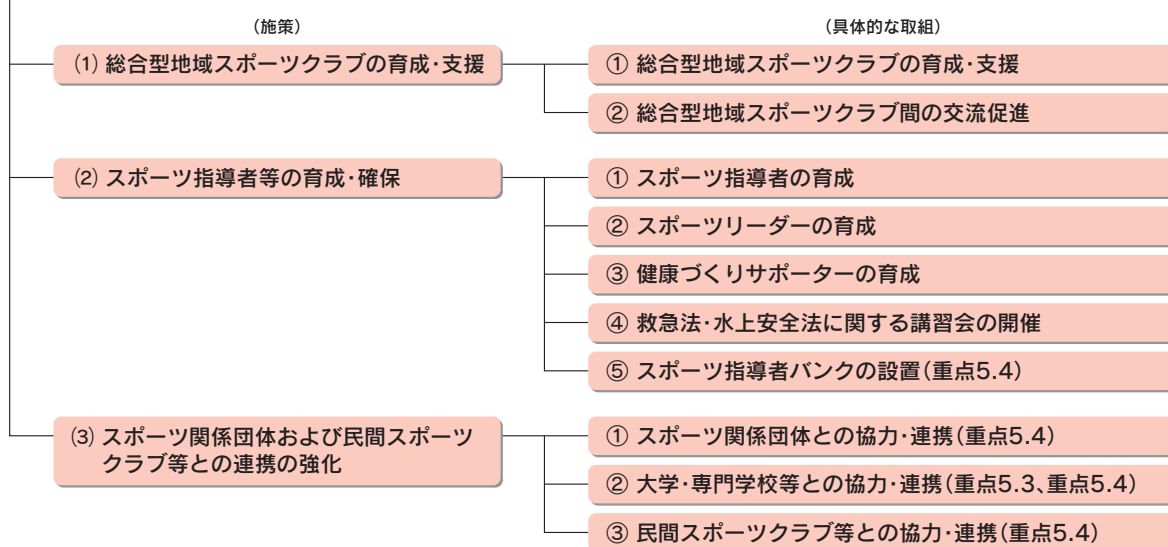 (施策)
(具体的な取組)
(1) 総合型地域スポーツクラブの育成・支援
① 総合型地域スポーツクラブの育成・支援
② 総合型地域スポーツクラブ間の交流促進
(2) スポーツ指導者等の育成・確保
① スポーツ指導者の育成
② スポーツリーダーの育成
③ 健康づくりサポーターの育成
④ 救急法・水上安全法に関する講習会の開催
⑤ スポーツ指導者バンクの設置(重点5.4)
(3) スポーツ関係団体および民間スポーツ
クラブ等との連携の強化
① スポーツ関係団体との協力・連携(重点5.4)
② 大学・専門学校等との協力・連携(重点5.3、重点5.4)
③ 民間スポーツクラブ等との協力・連携(重点5.4)